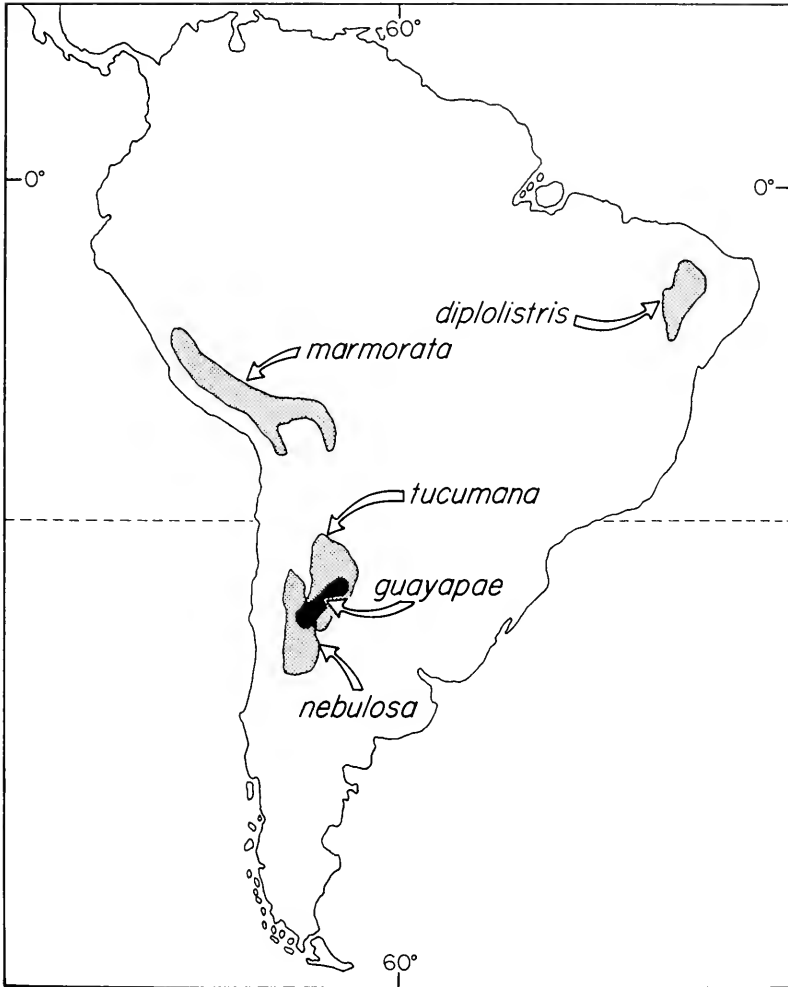 60°
0°
0°
diplolistris
marmorata
tucumana
guayapae
nebulosa
60°